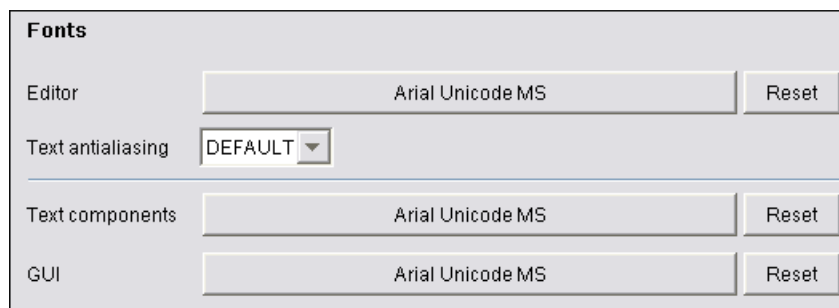 Fonts
Editor Arial Unicode MS Reset
Text antialiasing DEFAULT
Text components Arial Unicode MS Reset
GUI Arial Unicode MS Reset